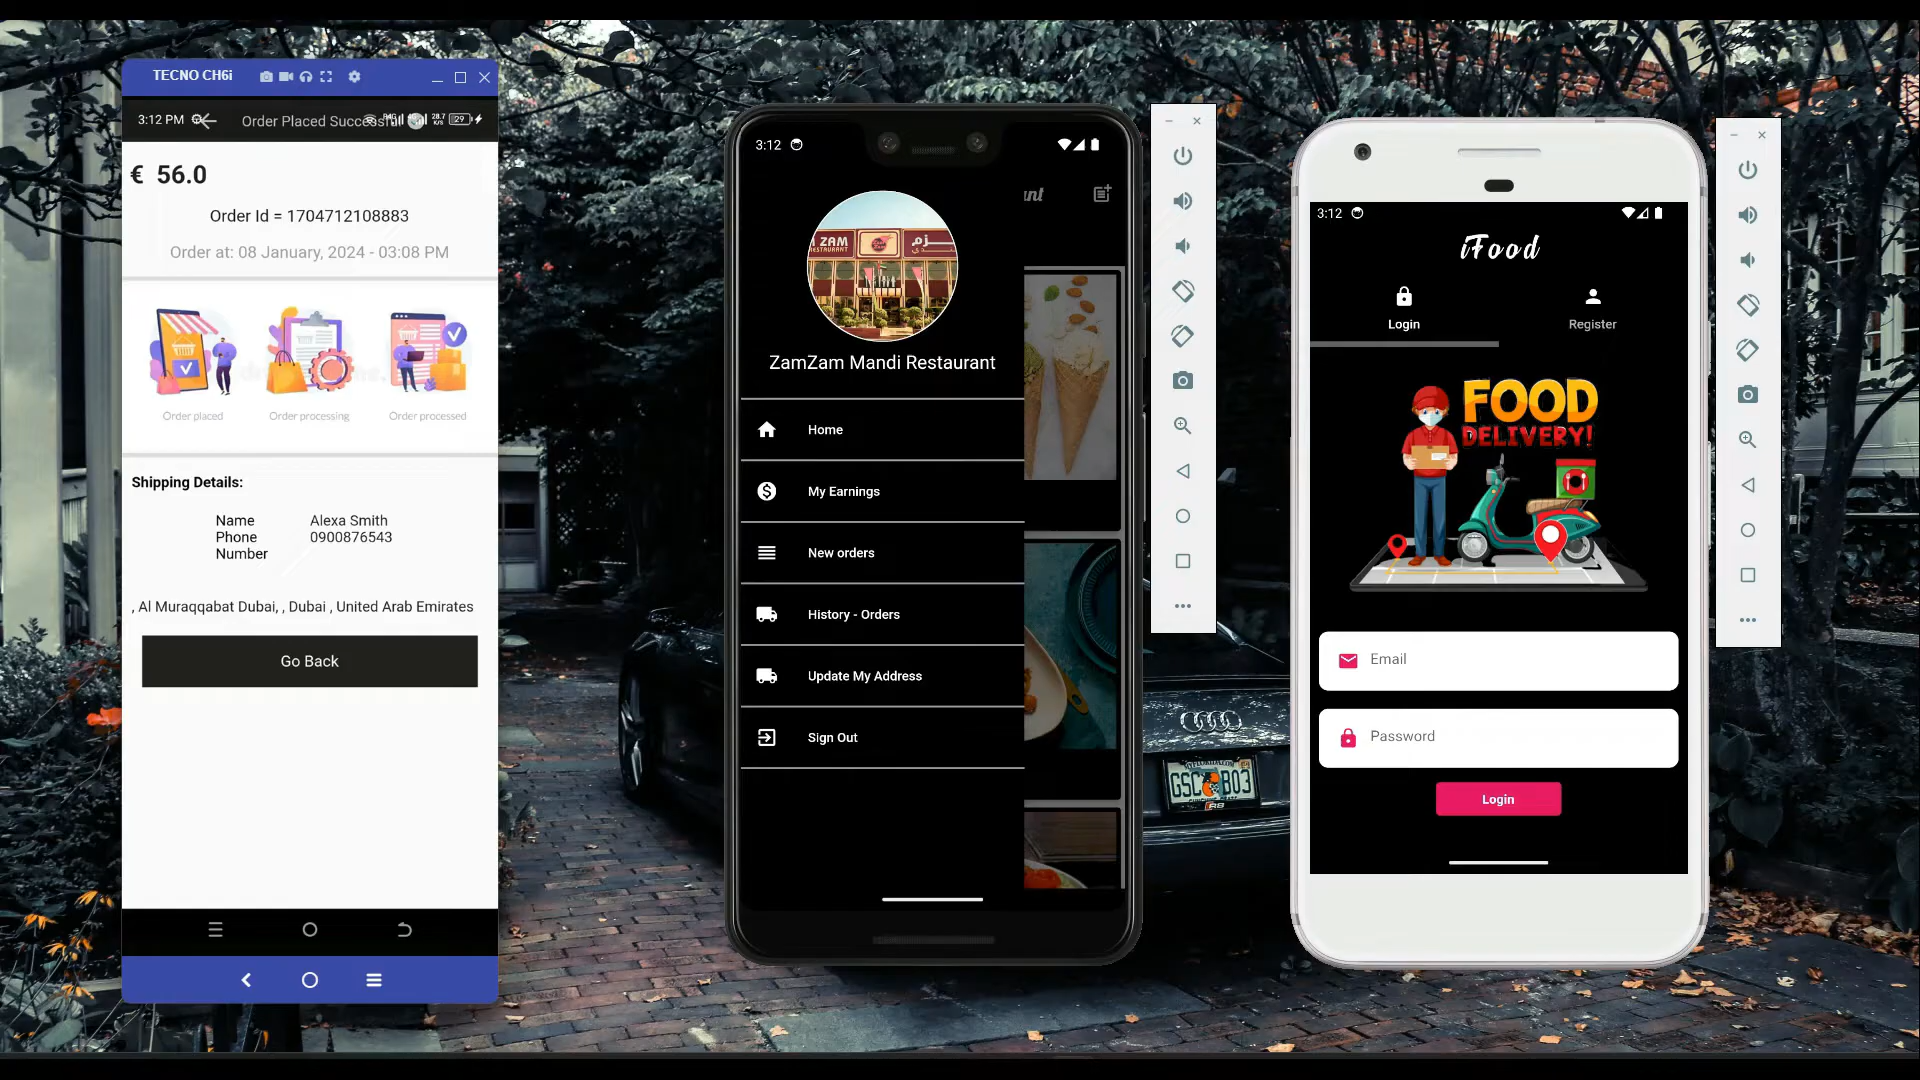 TECNO CH6i
3:12 PM
Order Placed Successful
29
€ 56.0
Order Id = 1704712108883
Order at: 08 January, 2024 - 03:08 PM
Order placed
Order processing
Order processed
Shipping Details:
Name Alexa Smith
Phone Number 0900876543
, Al Muraqqabat Dubai, , Dubai , United Arab Emirates
Go Back
3:12
ZAM
زم
ZamZam Mandi Restaurant
Home
My Earnings
New orders
History - Orders
Update My Address
Sign Out
3:12
iFood
Login
Register
FOOD
DELIVERY!
Email
Password
Login